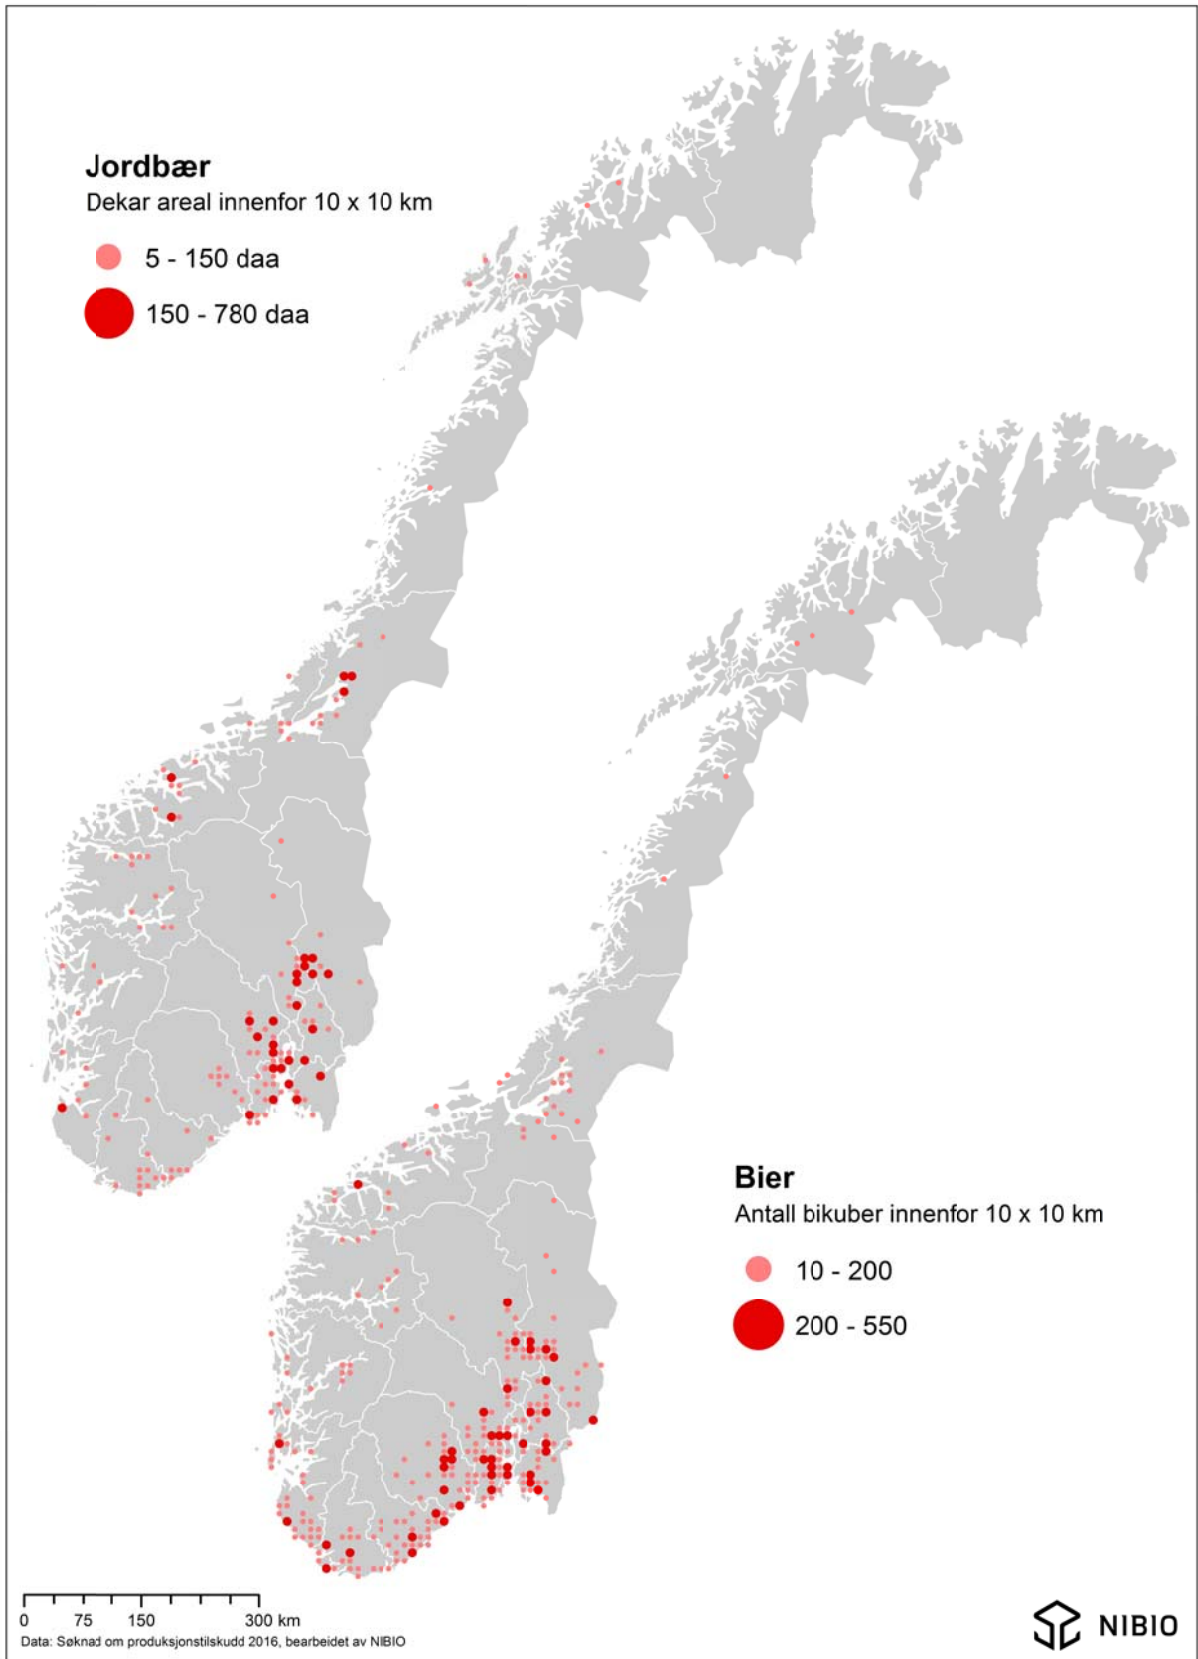 Jordbær
Dekar areal innenfor 10 x 10 km
5 - 150 daa
150 - 780 daa
Bier
Antall bikuber innenfor 10 x 10 km
10 - 200
200 - 550
0 75 150 300 km
Data: Søknad om produksjonstilskudd 2016, bearbeidet av NIBIO
NIBIO